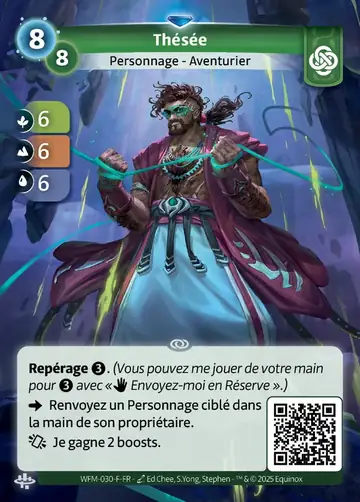 8
8
Thésée
Personnage - Aventurier
6
6
6
Repérage 3. (Vous pouvez me jouer de votre main
pour 3 avec « Envoyez-moi en Réserve ».)
Renvoyez un Personnage ciblé dans
la main de son propriétaire.
Je gagne 2 boosts.
WFM-030-F-FR - Ed Chee, S.Yong, Stephen - ™ & © 2025 Equinox